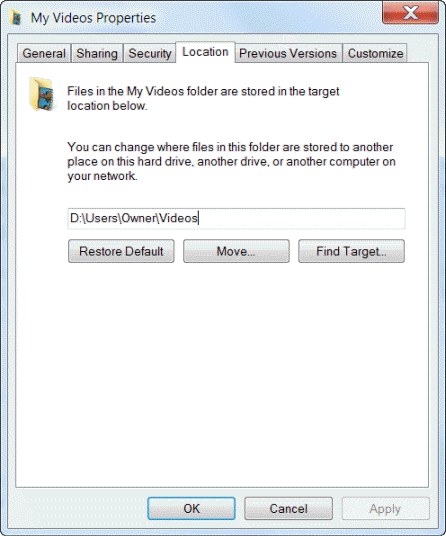 My Videos Properties
General Sharing Security Location Previous Versions Customize
Files in the My Videos folder are stored in the target
location below.
You can change where files in this folder are stored to another
place on this hard drive, another drive, or another computer on
your network.
D:\Users\Owner\Videos
Restore Default Move... Find Target...
OK Cancel Apply